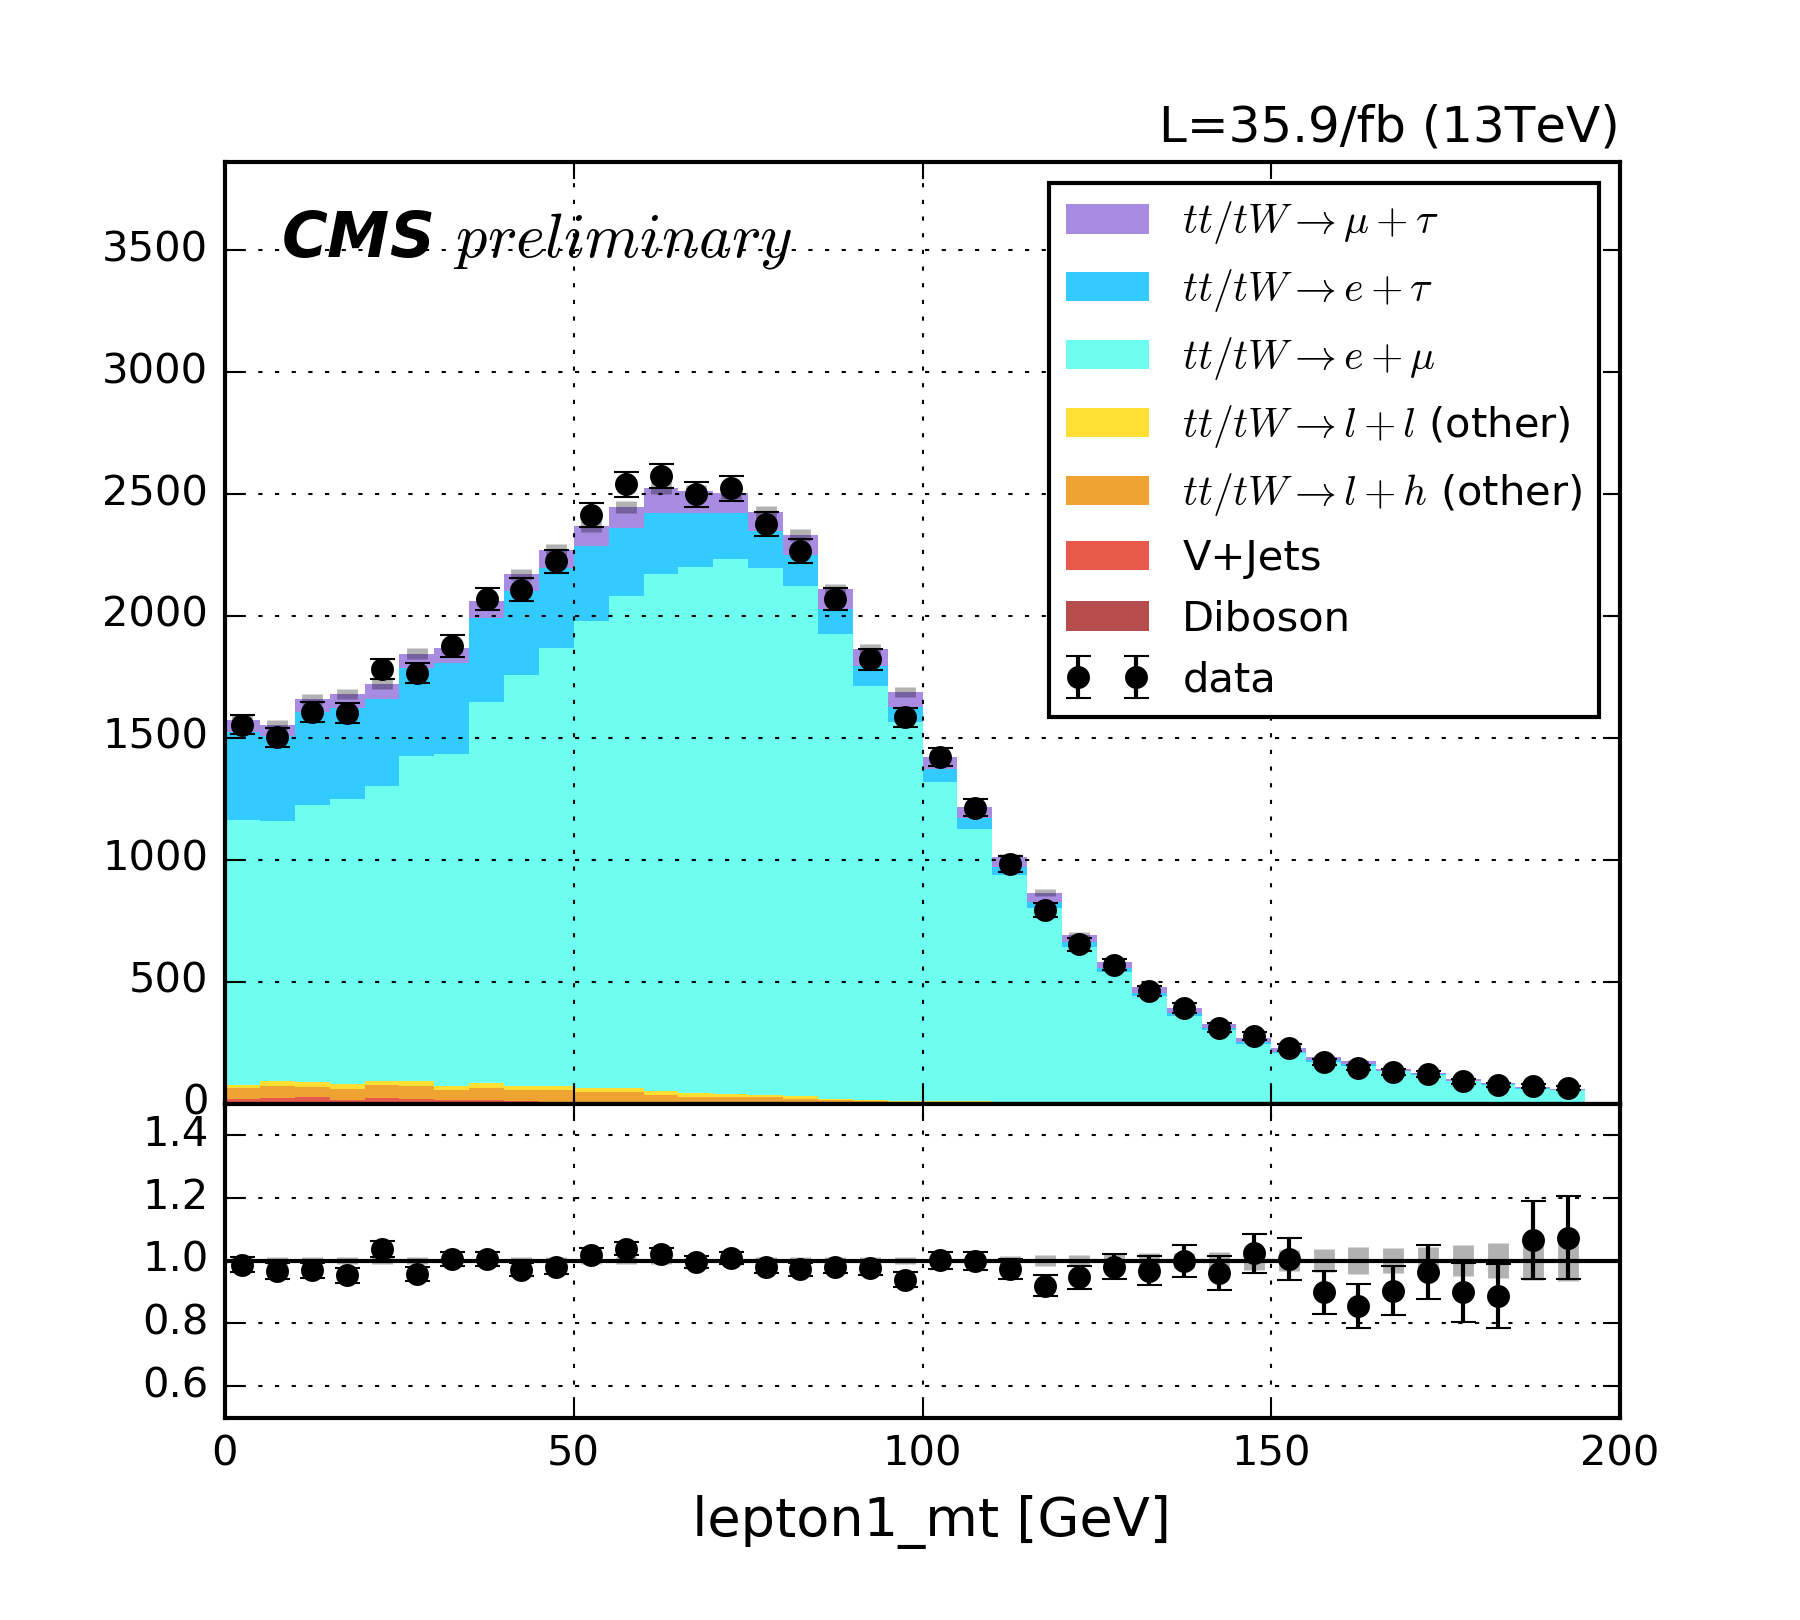 L=35.9/fb (13TeV)
CMS preliminary
tt/tW→μ+τ
tt/tW→e+τ
tt/tW→e+μ
tt/tW→l+l (other)
tt/tW→l+h (other)
V+Jets
Diboson
data
3500
3000
2500
2000
1500
1000
500
0
1.4
1.2
1.0
0.8
0.6
0 50 100 150 200
lepton1_mt [GeV]